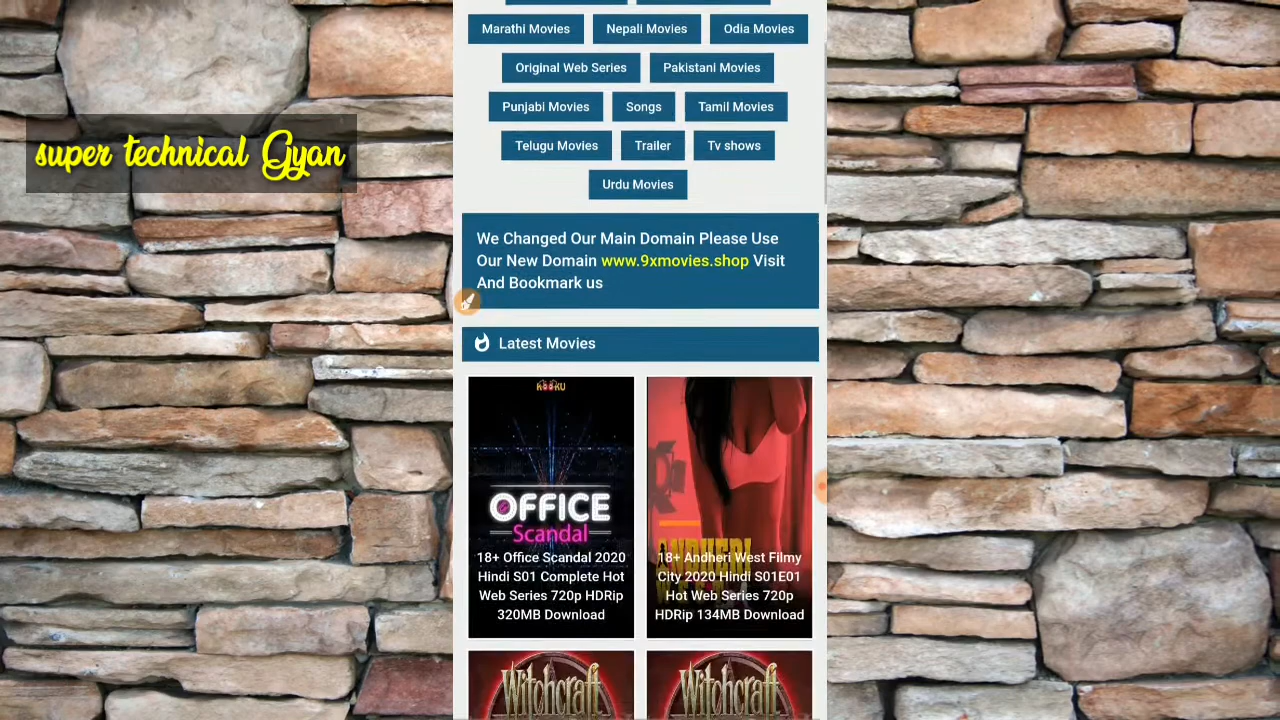 Marathi Movies
Nepali Movies
Odia Movies
Original Web Series
Pakistani Movies
Punjabi Movies
Songs
Tamil Movies
super technical Gyan
Telugu Movies
Trailer
Tv shows
Urdu Movies
We Changed Our Main Domain Please Use
Our New Domain www.9xmovies.shop Visit
And Bookmark us
Latest Movies
KOOKU
OFFICE
Scandal
18+ Office Scandal 2020
Hindi S01 Complete Hot
Web Series 720p HDRip
320MB Download
ANDHERI
18+ Andheri West Filmy
City 2020 Hindi S01E01
Hot Web Series 720p
HDRip 134MB Download
Witchcraft
Witchcraft